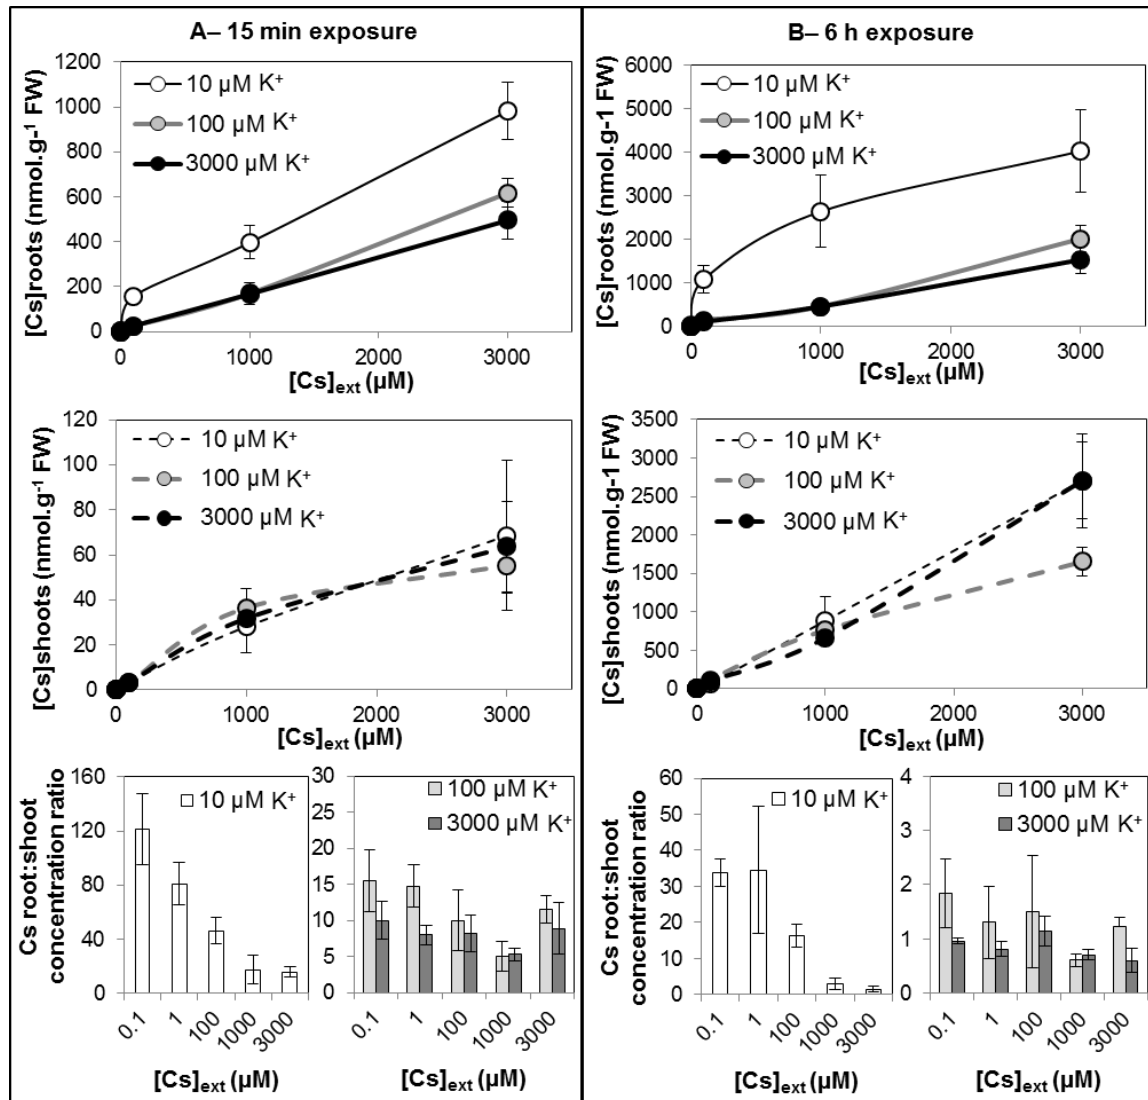 A– 15 min exposure
[Cs]roots (nmol.g-1 FW)
1200
1000
800
600
400
200
0
10 µM K+
100 µM K+
3000 µM K+
0 1000 2000 3000
[Cs]ext (µM)
[Cs]shoots (nmol.g-1 FW)
120
100
80
60
40
20
0
10 µM K+
100 µM K+
3000 µM K+
0 1000 2000 3000
[Cs]ext (µM)
Cs root:shoot
concentration ratio
160
120
80
40
0
10 µM K+
0.1 1 100 1000 3000
[Cs]ext (µM)
30
25
20
15
10
5
0
100 µM K+
3000 µM K+
0.1 1 100 1000 3000
[Cs]ext (µM)
B– 6 h exposure
[Cs]roots (nmol.g-1 FW)
6000
5000
4000
3000
2000
1000
0
10 µM K+
100 µM K+
3000 µM K+
0 1000 2000 3000
[Cs]ext (µM)
[Cs]shoots (nmol.g-1 FW)
3500
3000
2500
2000
1500
1000
500
0
10 µM K+
100 µM K+
3000 µM K+
0 1000 2000 3000
[Cs]ext (µM)
Cs root:shoot
concentration ratio
60
50
40
30
20
10
0
10 µM K+
0.1 1 100 1000 3000
[Cs]ext (µM)
4
3
2
1
0
100 µM K+
3000 µM K+
0.1 1 100 1000 3000
[Cs]ext (µM)